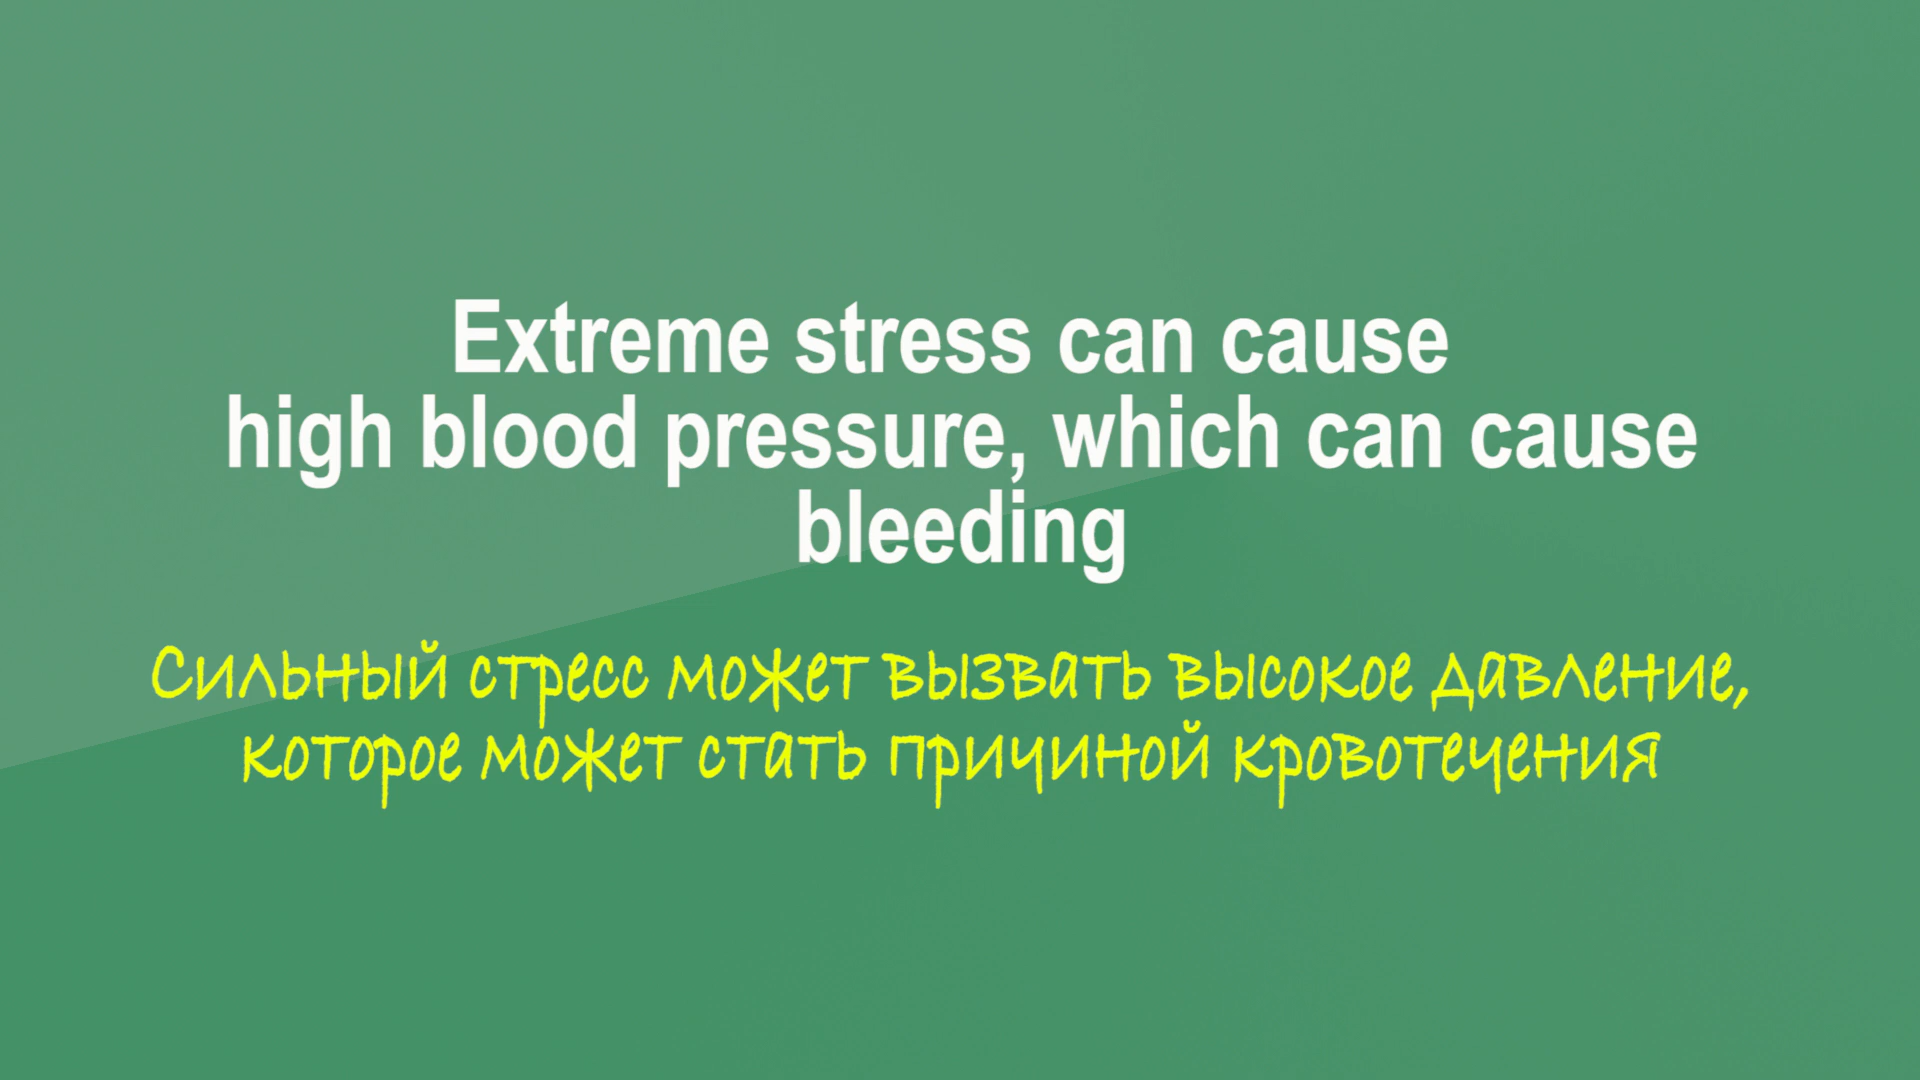 Extreme stress can cause
high blood pressure, which can cause
bleeding
Сильный стресс может вызвать высокое давление,
которое может стать причиной кровотечения